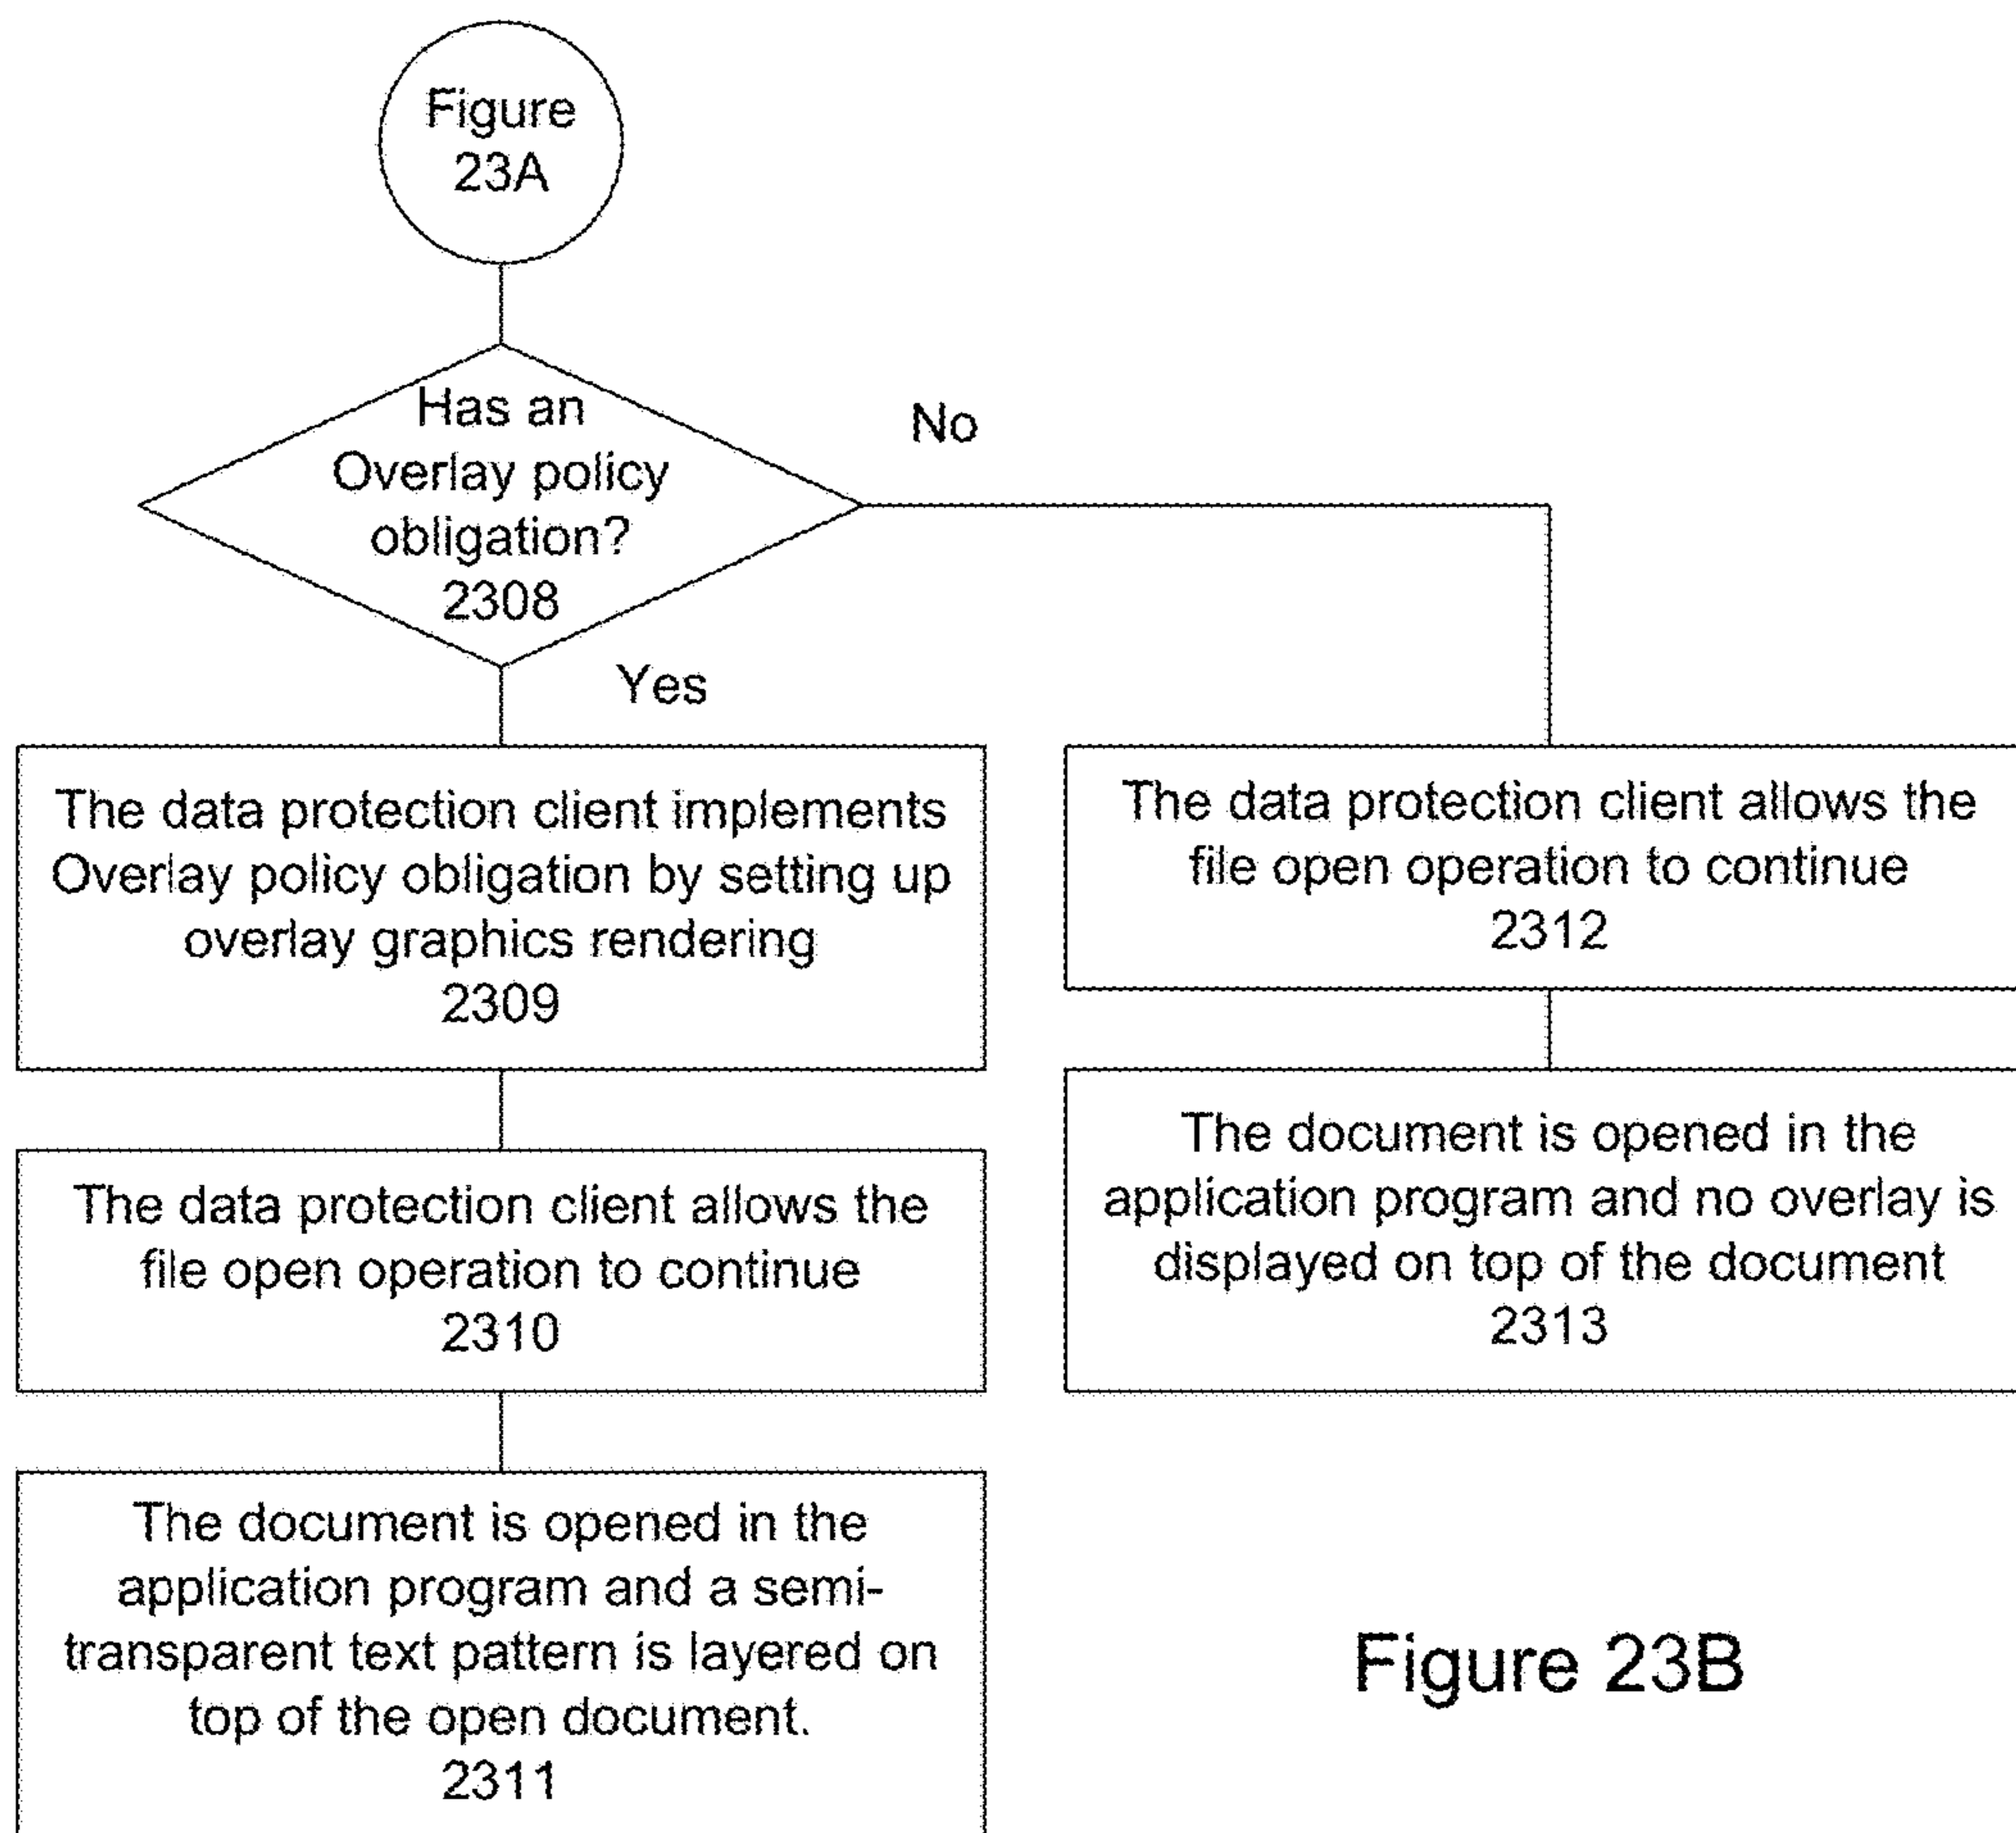 Figure
23A
Has an
Overlay policy
obligation?
2308
No
Yes
The data protection client implements
Overlay policy obligation by setting up
overlay graphics rendering
2309
The data protection client allows the
file open operation to continue
2310
The document is opened in the
application program and a semi-
transparent text pattern is layered on
top of the open document.
2311
The data protection client allows the
file open operation to continue
2312
The document is opened in the
application program and no overlay is
displayed on top of the document
2313
Figure 23B